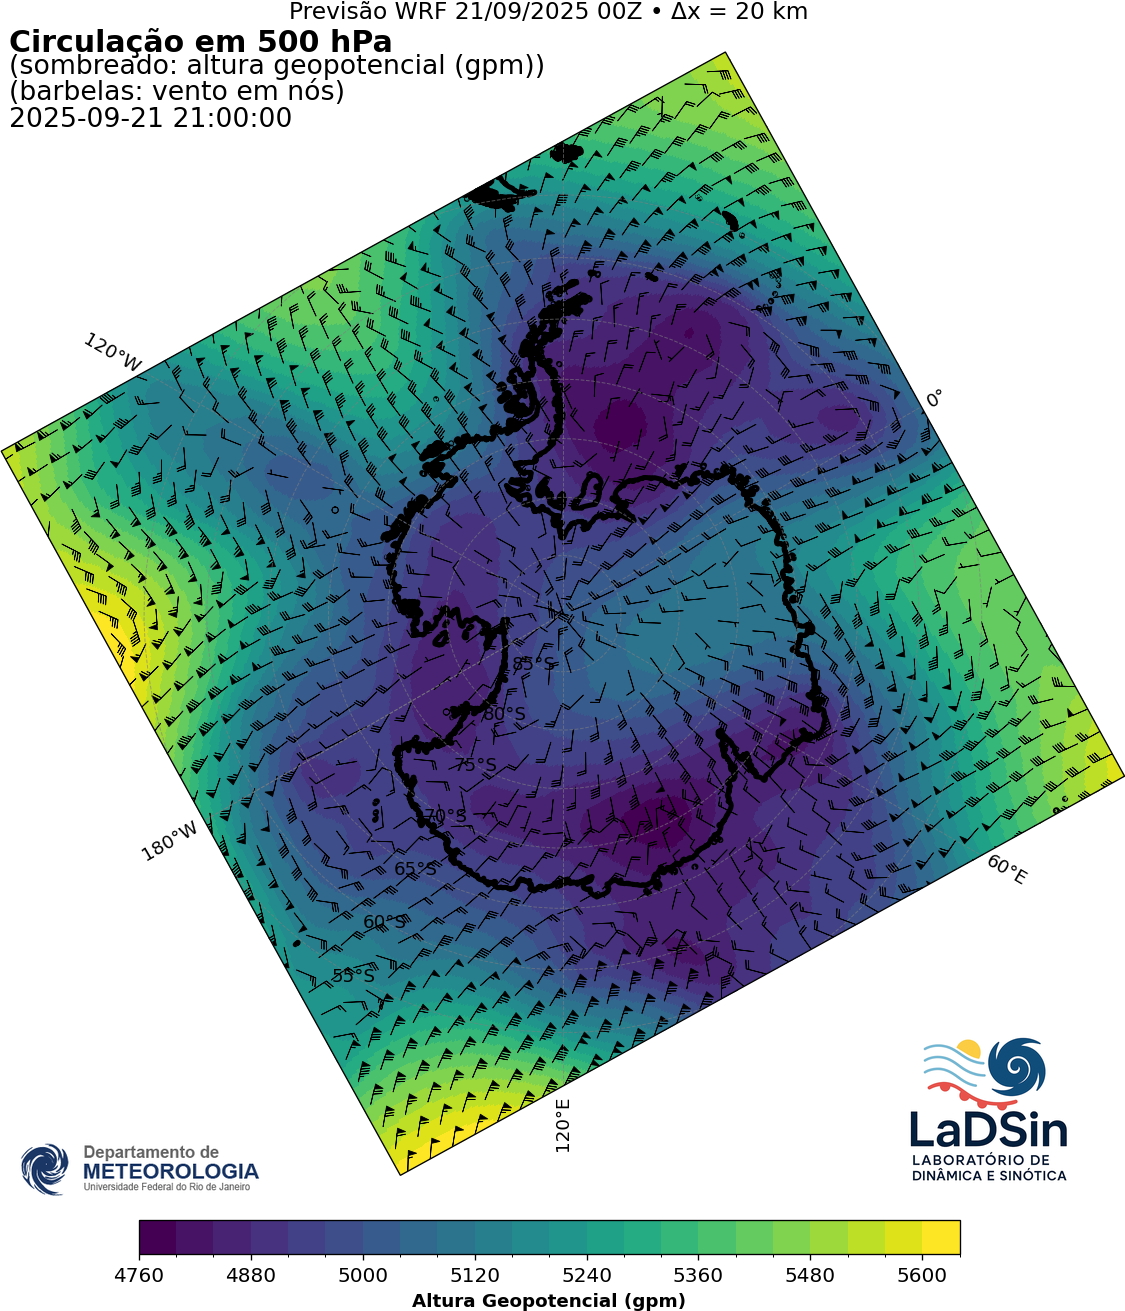 Previsão WRF 21/09/2025 00Z • Δx = 20 km
Circulação em 500 hPa
(sombreado: altura geopotencial (gpm))
(barbelas: vento em nós)
2025-09-21 21:00:00
120°W
0°
85°S
80°S
75°S
70°S
65°S
60°S
55°S
180°W
60°E
120°E
LaDSin
LABORATÓRIO DE
DINÂMICA E SINÓTICA
Departamento de
METEOROLOGIA
Universidade Federal do Rio de Janeiro
4760 4880 5000 5120 5240 5360 5480 5600
Altura Geopotencial (gpm)